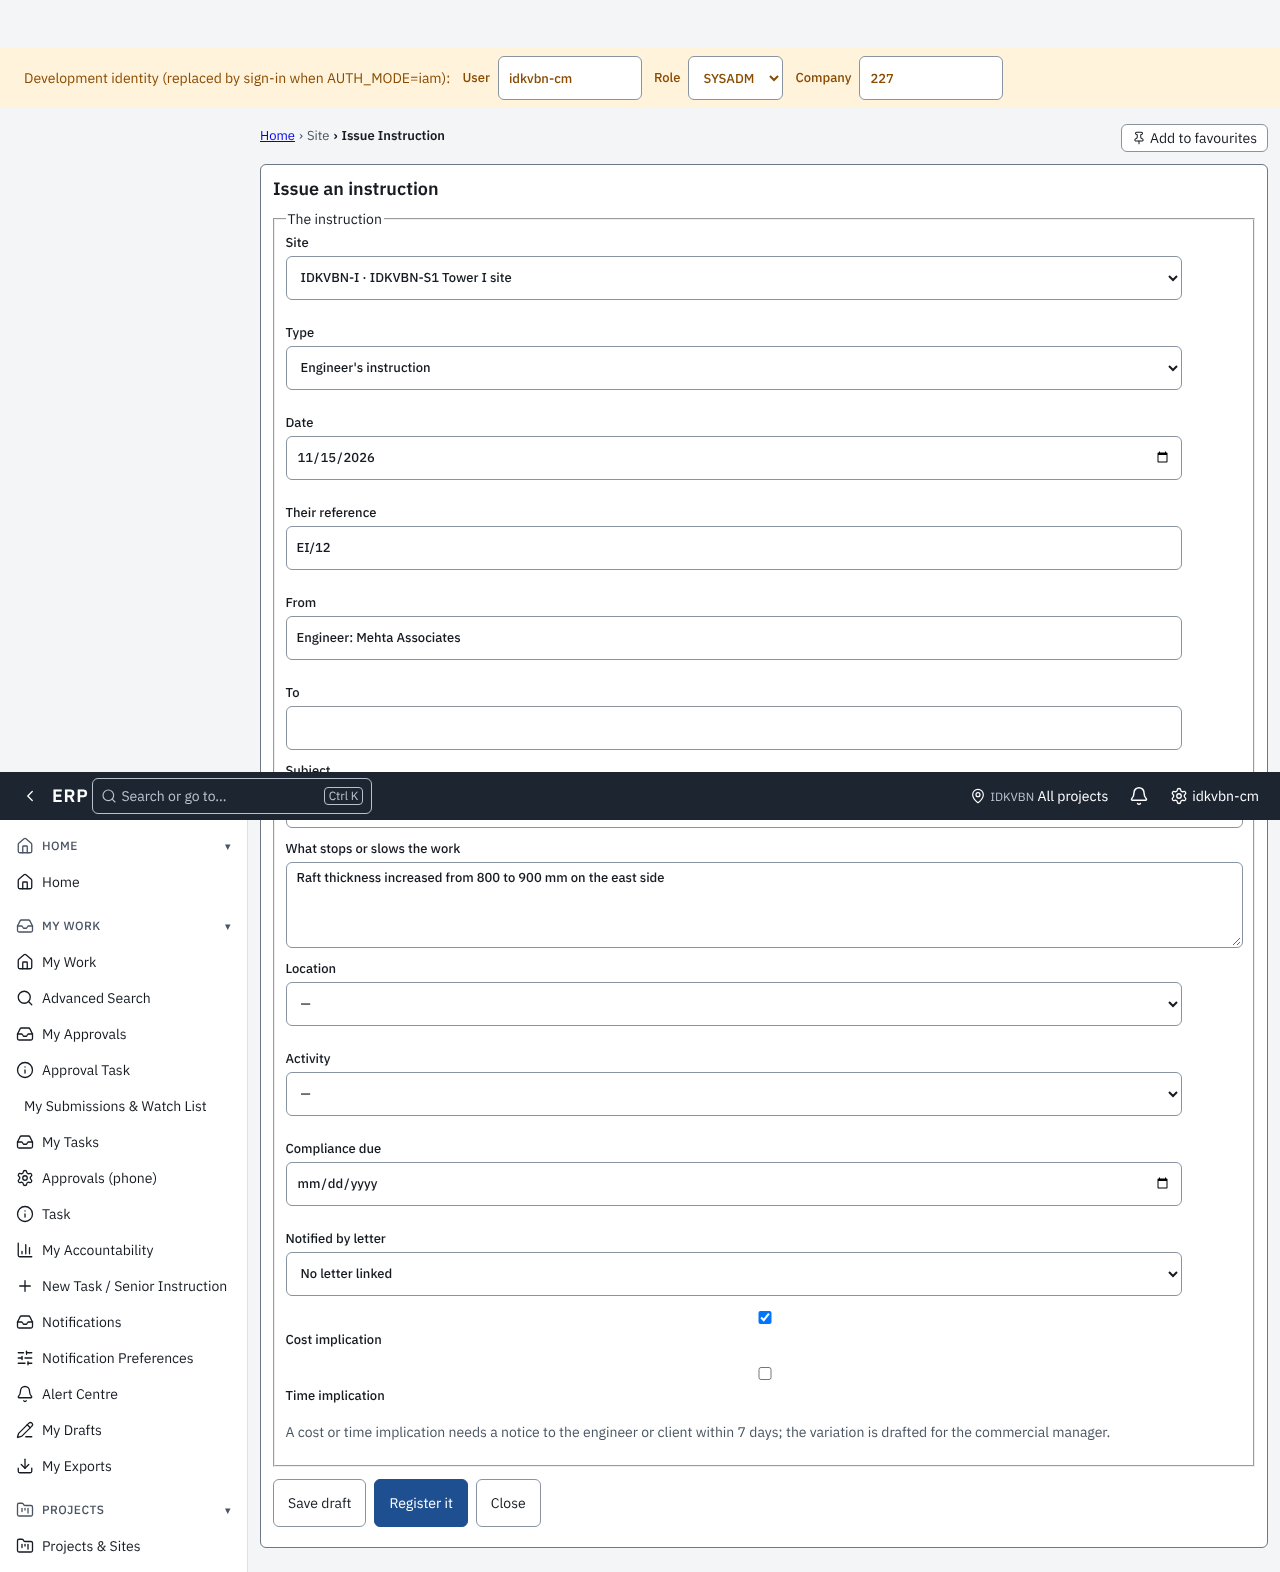 Development identity (replaced by sign-in when AUTH_MODE=iam): User idkvbn-cm Role SYSADM Company 227
Home › Site › Issue Instruction
Add to favourites
Issue an instruction
The instruction
Site
IDKVBN-I · IDKVBN-S1 Tower I site
Type
Engineer's instruction
Date
11/15/2026
Their reference
EI/12
From
Engineer: Mehta Associates
To
Subject
ERP
Search or go to...
Ctrl K
IDKVBN All projects
idkvbn-cm
HOME
Home
MY WORK
My Work
Advanced Search
My Approvals
Approval Task
My Submissions & Watch List
My Tasks
Approvals (phone)
Task
My Accountability
New Task / Senior Instruction
Notifications
Notification Preferences
Alert Centre
My Drafts
My Exports
PROJECTS
Projects & Sites
What stops or slows the work
Raft thickness increased from 800 to 900 mm on the east side
Location
—
Activity
—
Compliance due
mm/dd/yyyy
Notified by letter
No letter linked
Cost implication
Time implication
A cost or time implication needs a notice to the engineer or client within 7 days; the variation is drafted for the commercial manager.
Save draft
Register it
Close